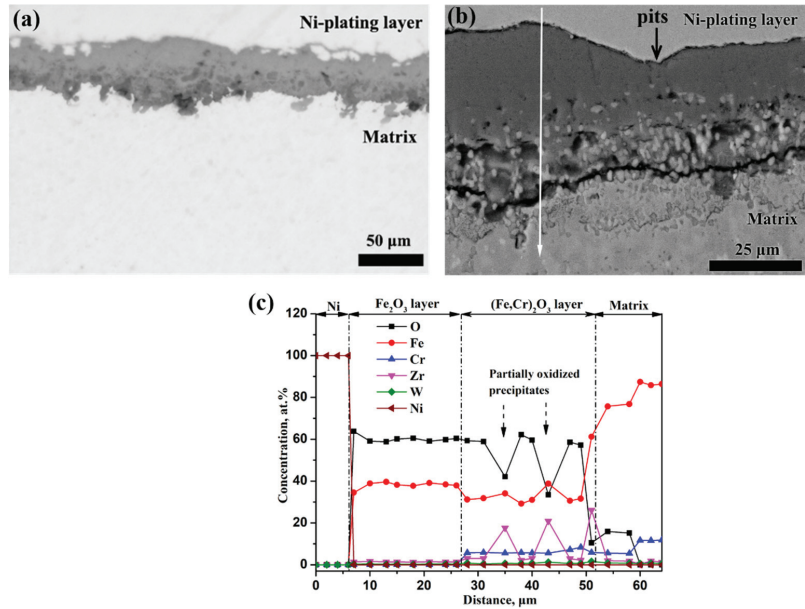 (a)
Ni-plating layer
Matrix
50 μm
(b)
pits
Ni-plating layer
Matrix
25 μm
(c)
Ni
Fe₂O₃ layer
(Fe,Cr)₂O₃ layer
Matrix
120
100
80
60
40
20
0
Concentration, at.%
O
Fe
Cr
Zr
W
Ni
Partially oxidized
precipitates
0 10 20 30 40 50 60
Distance, μm